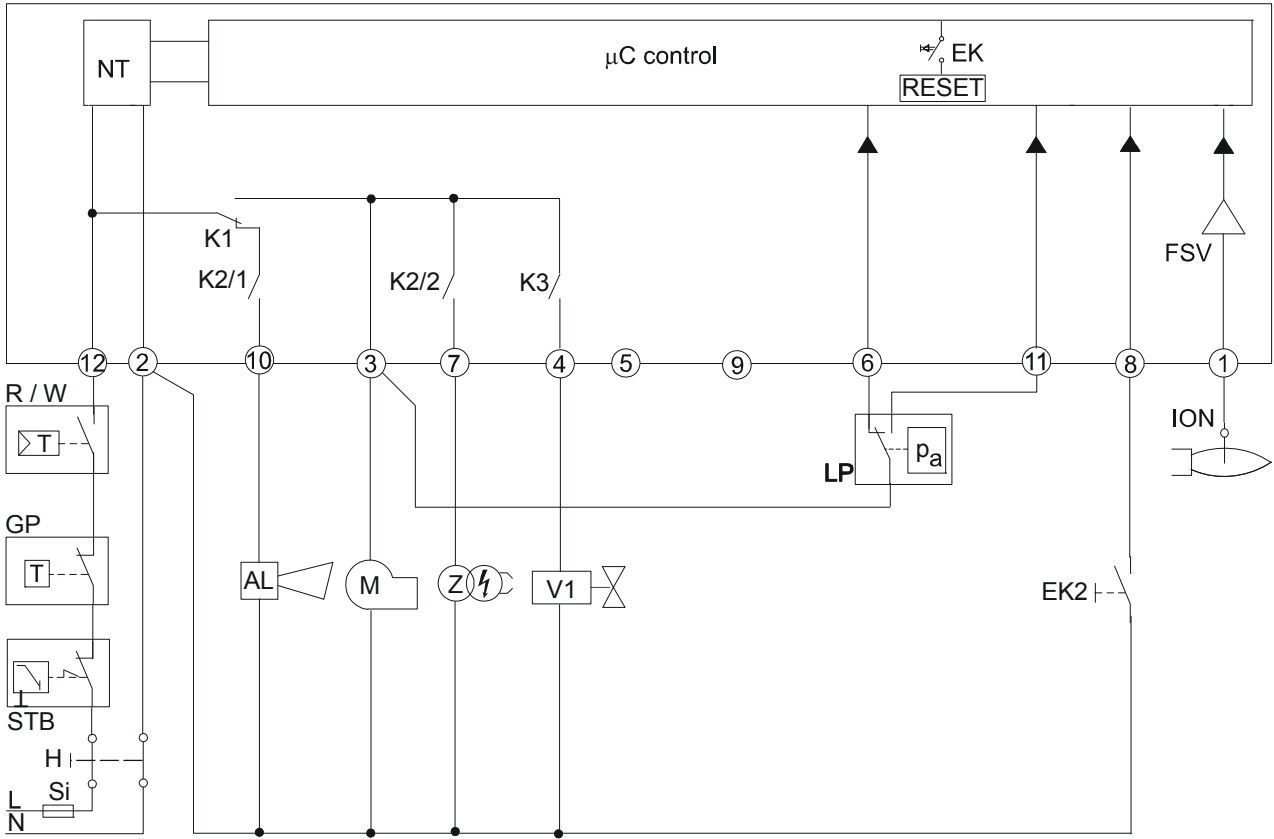 NT
μC control
EK
RESET
FSV
K1
K2/1
K2/2
K3
12
2
10
3
7
4
5
9
6
11
8
1
R / W
T
ION
LP
pa
GP
T
AL
M
Z
V1
EK2
STB
H
Si
L
N